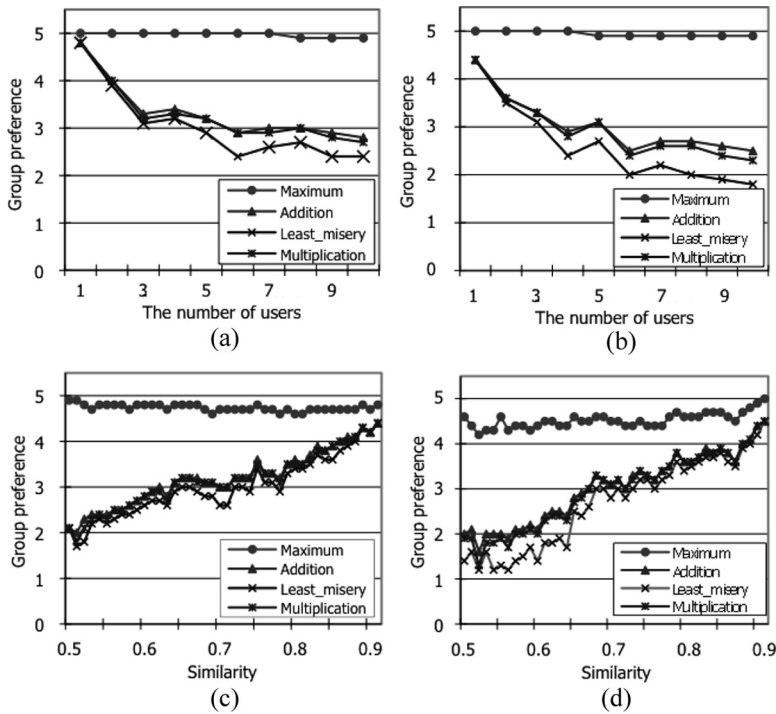 Group preference
5
4
3
2
1
0
Maximum
Addition
Least_misery
Multiplication
1 3 5 7 9
The number of users
(a)
Group preference
5
4
3
2
1
0
Maximum
Addition
Least_misery
Multiplication
1 3 5 7 9
The number of users
(b)
Group preference
5
4
3
2
1
0
Maximum
Addition
Least_misery
Multiplication
0.5 0.6 0.7 0.8 0.9
Similarity
(c)
Group preference
5
4
3
2
1
0
Maximum
Addition
Least_misery
Multiplication
0.5 0.6 0.7 0.8 0.9
Similarity
(d)